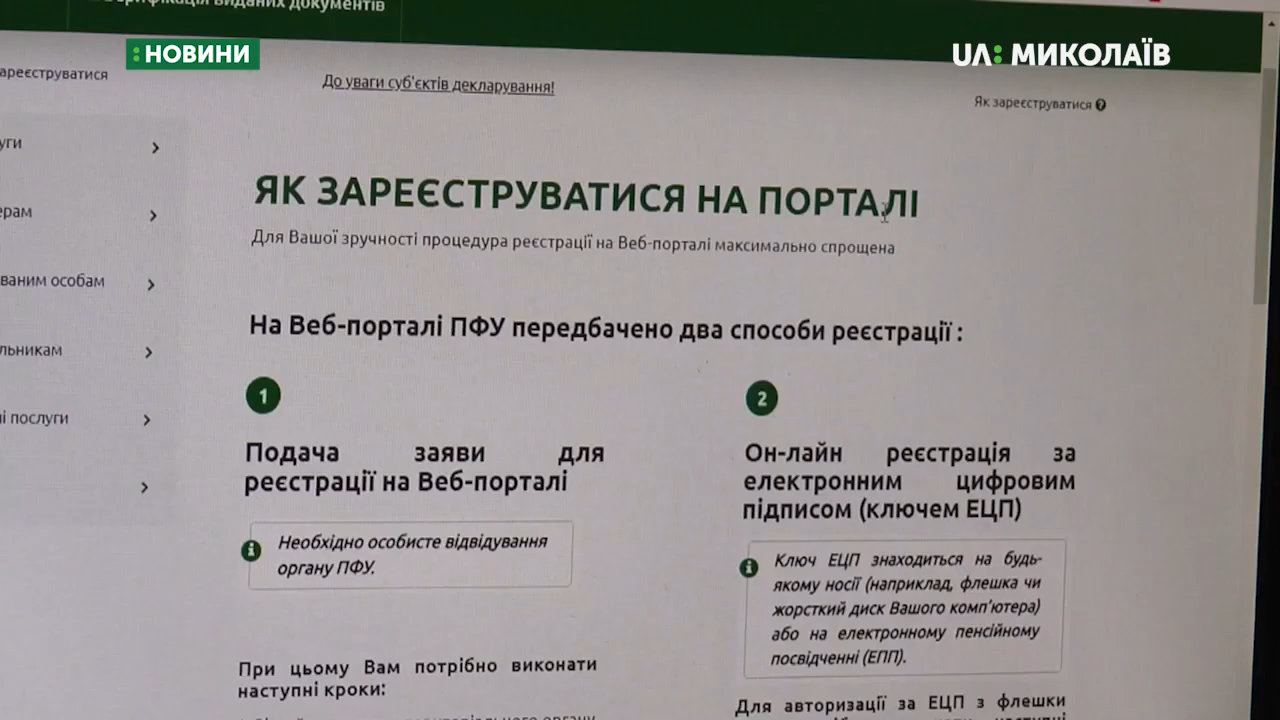 виданих документів
: НОВИНИ
UA: МИКОЛАЇВ
До уваги суб'єктів декларування!
Як зареєструватися
ЯК ЗАРЕЄСТРУВАТИСЯ НА ПОРТАЛІ
Для Вашої зручності процедура реєстрації на Веб-порталі максимально спрощена
ваним особам
льникам
і послуги
На Веб-порталі ПФУ передбачено два способи реєстрації :
1
Подача заяви для
реєстрації на Веб-порталі
Необхідно особисте відвідування
органу ПФУ.
При цьому Вам потрібно виконати
наступні кроки:
2
Он-лайн реєстрація за
електронним цифровим
підписом (ключем ЕЦП)
Ключ ЕЦП знаходиться на будь-
якому носії (наприклад, флешка чи
жорсткий диск Вашого комп'ютера)
або на електронному пенсійному
посвідченні (ЕПП).
Для авторизації за ЕЦП з флешки